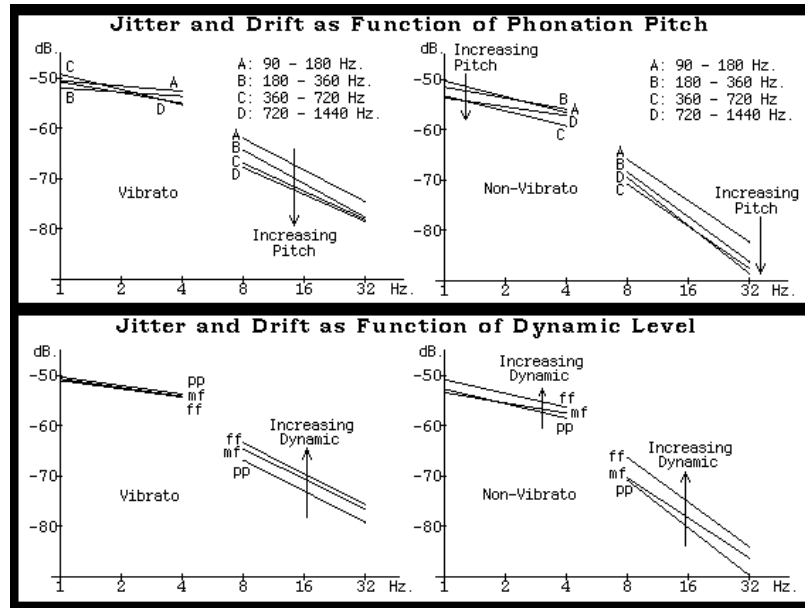 Jitter and Drift as Function of Phonation Pitch
dB.
-50
-60
-70
-80
C
B
A
D
A: 90 - 180 Hz.
B: 180 - 360 Hz.
C: 360 - 720 Hz
D: 720 - 1440 Hz.
A
B
C
D
Vibrato
Increasing
Pitch
1 2 4 8 16 32 Hz.
dB.
-50
-60
-70
-80
Increasing
Pitch
B
A
D
C
A: 90 - 180 Hz.
B: 180 - 360 Hz.
C: 360 - 720 Hz
D: 720 - 1440 Hz.
A
B
D
C
Non-Vibrato
Increasing
Pitch
1 2 4 8 16 32 Hz.
Jitter and Drift as Function of Dynamic Level
dB.
-50
-60
-70
-80
pp
mf
ff
Increasing
Dynamic
ff
mf
pp
Vibrato
1 2 4 8 16 32 Hz.
dB.
-50
-60
-70
-80
Increasing
Dynamic
ff
mf
pp
Increasing
Dynamic
ff
mf
pp
Non-Vibrato
1 2 4 8 16 32 Hz.